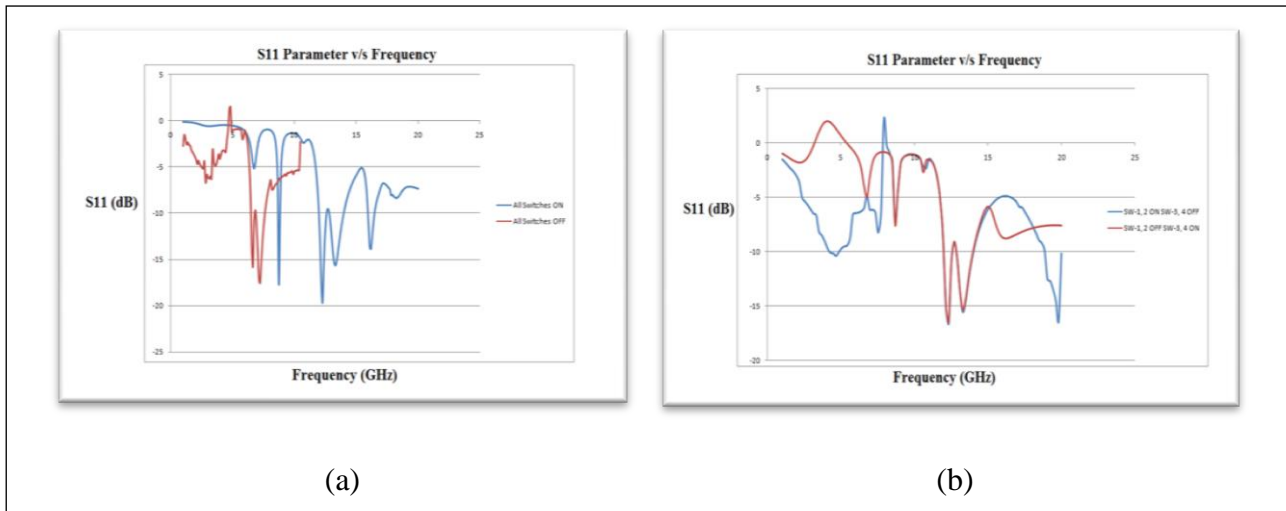 S11 Parameter v/s Frequency
5
0
0
5
10
15
20
25
-5
-10
-15
-20
-25
S11 (dB)
All Switches ON
All Switches OFF
Frequency (GHz)
(a)
S11 Parameter v/s Frequency
5
0
0
5
10
15
20
25
-5
-10
-15
-20
S11 (dB)
SW-1, 2 ON SW-3, 4 OFF
SW-1, 2 OFF SW-3, 4 ON
Frequency (GHz)
(b)